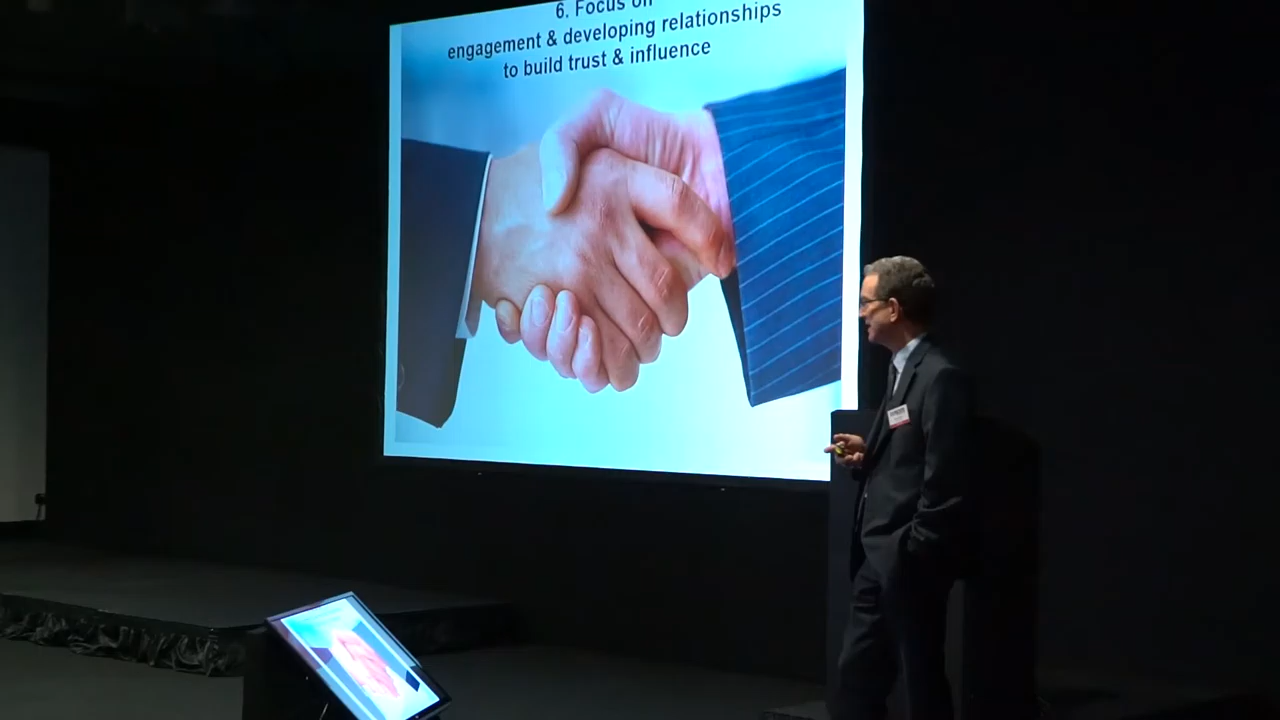 6. Focus on
engagement & developing relationships
to build trust & influence